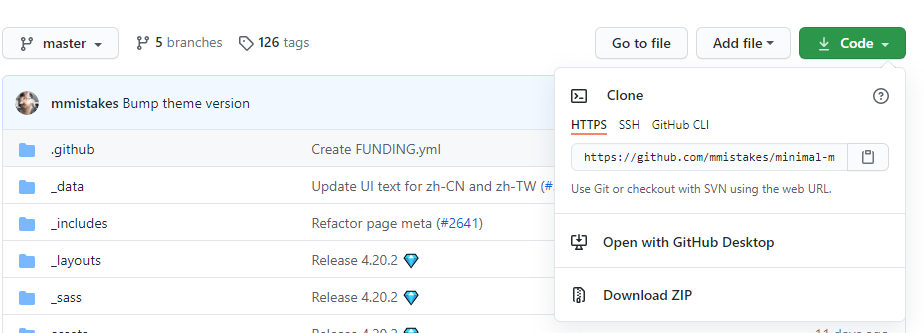 master 5 branches 126 tags Go to file Add file Code
mmistakes Bump theme version
Clone
HTTPS SSH GitHub CLI
https://github.com/mmistakes/minimal-m
Use Git or checkout with SVN using the web URL.
Open with GitHub Desktop
Download ZIP
.github Create FUNDING.yml
_data Update UI text for zh-CN and zh-TW (#
_includes Refactor page meta (#2641)
_layouts Release 4.20.2
_sass Release 4.20.2
assets Release 4.20.2 11 days ago